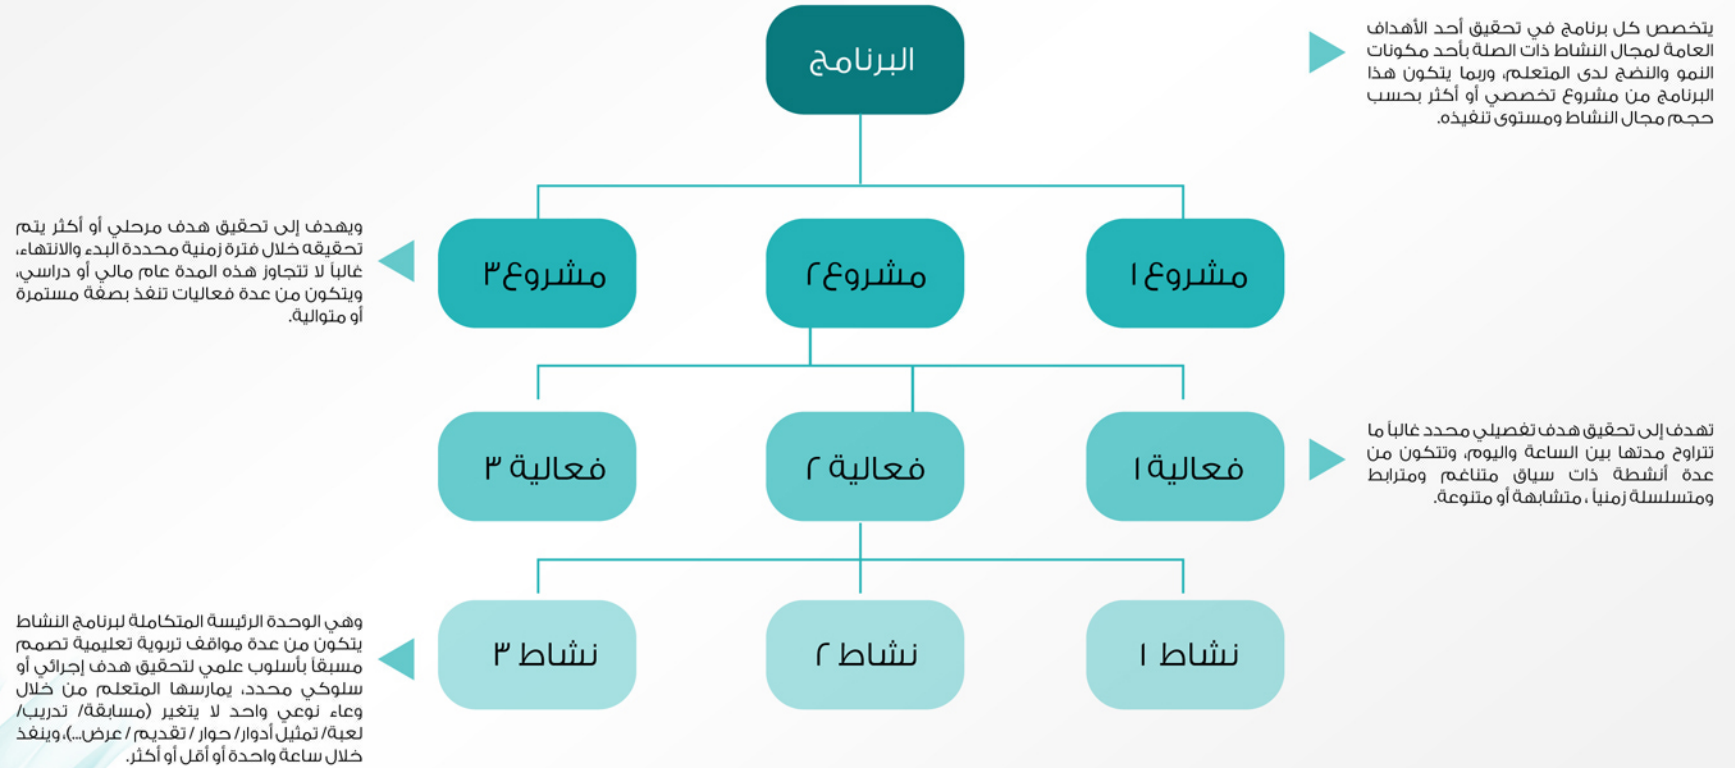 البرنامج
يتخصص كل برنامج في تحقيق أحد الأهداف
العامة لمجال النشاط ذات الصلة بأحد مكونات
النمو والنضج لدى المتعلم، وربما يتكون هذا
البرنامج من مشروع تخصصي أو أكثر بحسب
حجم مجال النشاط ومستوى تنفيذه.
مشروع ١
مشروع ٢
مشروع ٣
ويهدف إلى تحقيق هدف مرحلي أو أكثر يتم
تحقيقه خلال فترة زمنية محددة البدء والانتهاء،
غالباً لا تتجاوز هذه المدة عام مالي أو دراسي،
ويتكون من عدة فعاليات تنفذ بصفة مستمرة
أو متوالية.
تهدف إلى تحقيق هدف تفصيلي محدد غالباً ما
تتراوح مدتها بين الساعة واليوم، وتتكون من
عدة أنشطة ذات سياق متناغم ومترابط
ومتسلسلة زمنياً ، متشابهة أو متنوعة.
فعالية ١
فعالية ٢
فعالية ٣
نشاط ١
نشاط ٢
نشاط ٣
وهي الوحدة الرئيسة المتكاملة لبرنامج النشاط
يتكون من عدة مواقف تربوية تعليمية تصمم
مسبقاً بأسلوب علمي لتحقيق هدف إجرائي أو
سلوكي محدد، يمارسها المتعلم من خلال
وعاء نوعي واحد لا يتغير (مسابقة/ تدريب/
لعبة/ تمثيل أدوار/ حوار / تقديم / عرض...)، وينفذ
خلال ساعة واحدة أو أقل أو أكثر.